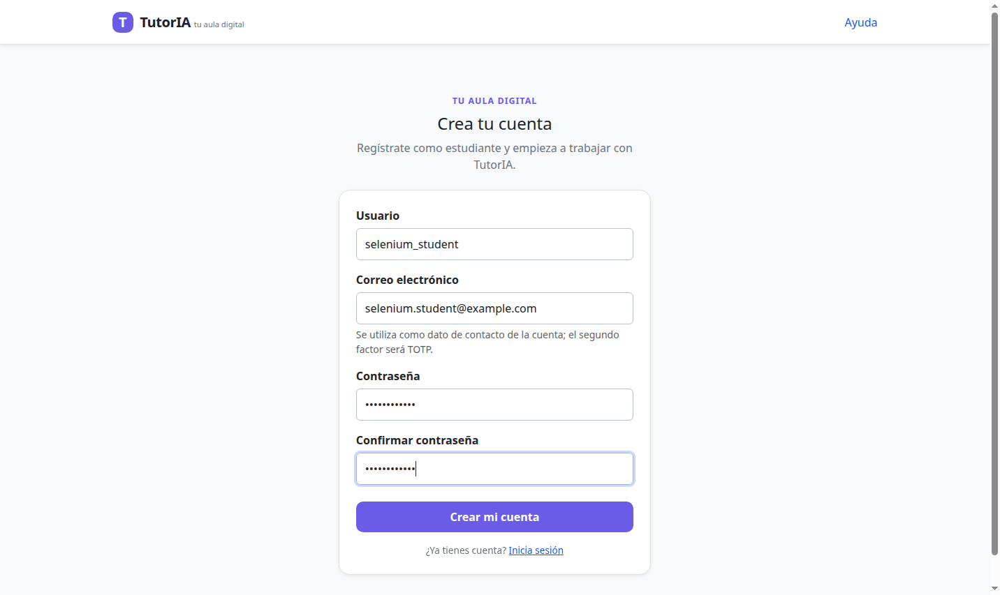 T TutorIA tu aula digital
Ayuda
TU AULA DIGITAL
Crea tu cuenta
Regístrate como estudiante y empieza a trabajar con
TutorIA.
Usuario
selenium_student
Correo electrónico
selenium.student@example.com
Se utiliza como dato de contacto de la cuenta; el segundo
factor será TOTP.
Contraseña
••••••••••••
Confirmar contraseña
••••••••••••
Crear mi cuenta
¿Ya tienes cuenta? Inicia sesión